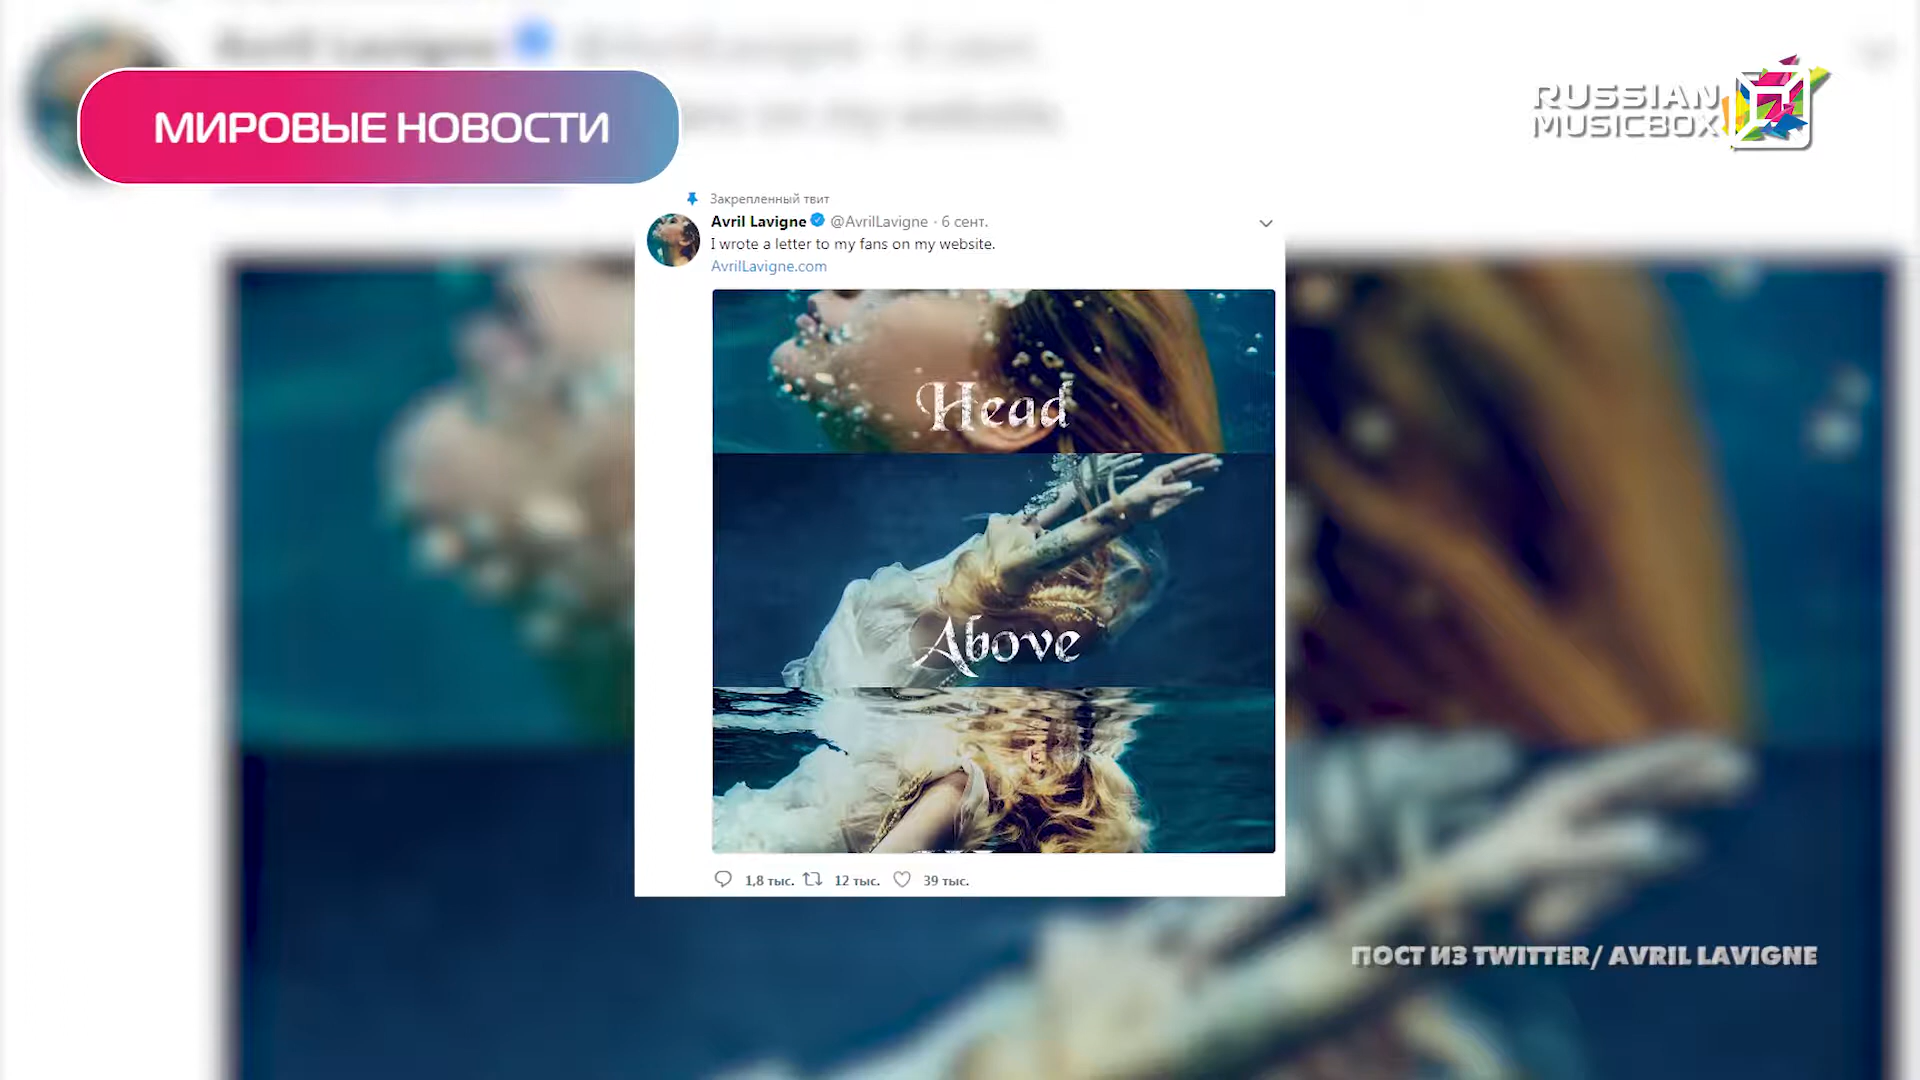 МИРОВЫЕ НОВОСТИ
RUSSIAN
MUSICBOX
Закрепленный твит
Avril Lavigne @AvrilLavigne · 6 сент.
I wrote a letter to my fans on my website.
AvrilLavigne.com
Head
Above
1,8 тыс. 12 тыс. 39 тыс.
ПОСТ ИЗ TWITTER/ AVRIL LAVIGNE